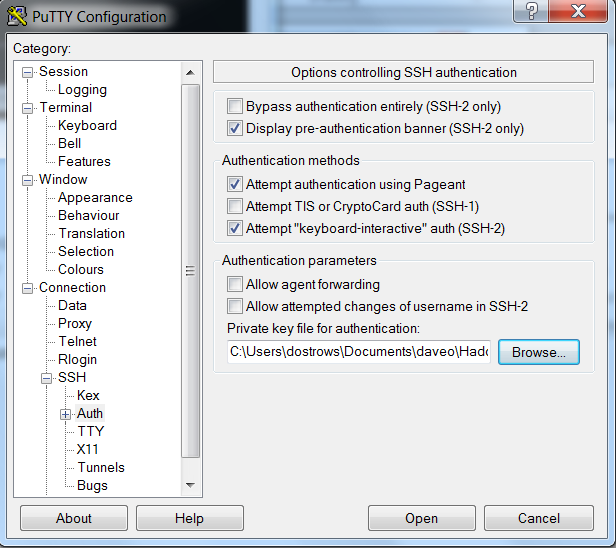 PuTTY Configuration
?
Category:
Session
Logging
Terminal
Keyboard
Bell
Features
Window
Appearance
Behaviour
Translation
Selection
Colours
Connection
Data
Proxy
Telnet
Rlogin
SSH
Kex
Auth
TTY
X11
Tunnels
Bugs
Options controlling SSH authentication
Bypass authentication entirely (SSH-2 only)
Display pre-authentication banner (SSH-2 only)
Authentication methods
Attempt authentication using Pageant
Attempt TIS or CryptoCard auth (SSH-1)
Attempt "keyboard-interactive" auth (SSH-2)
Authentication parameters
Allow agent forwarding
Allow attempted changes of username in SSH-2
Private key file for authentication:
C:\Users\dostrows\Documents\daveo\Hadc
Browse...
About
Help
Open
Cancel